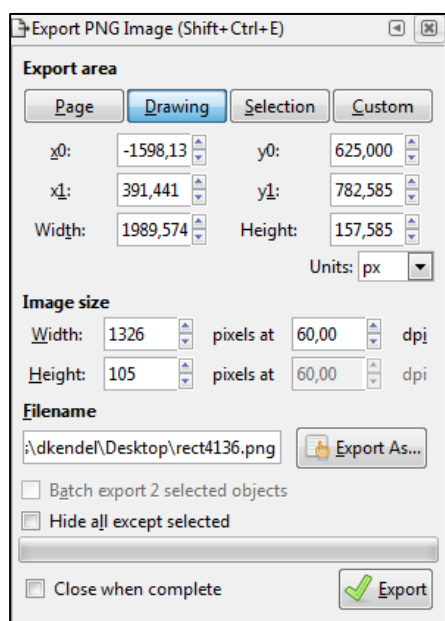 Export PNG Image (Shift+Ctrl+E)
Export area
Page Drawing Selection Custom
x0: -1598,13 y0: 625,000
x1: 391,441 y1: 782,585
Width: 1989,574 Height: 157,585
Units: px
Image size
Width: 1326 pixels at 60,00 dpi
Height: 105 pixels at 60,00 dpi
Filename
:\dkendel\Desktop\rect4136.png Export As...
Batch export 2 selected objects
Hide all except selected
Close when complete Export